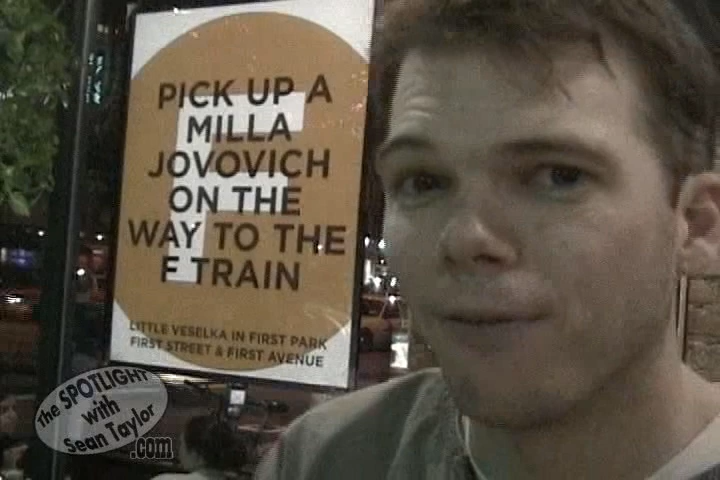 PICK UP A
MILLA
JOVOVICH
ON THE
WAY TO THE
F TRAIN
F
LITTLE VESELKA IN FIRST PARK
FIRST STREET & FIRST AVENUE
The SPOTLIGHT
with
Sean Taylor
.com